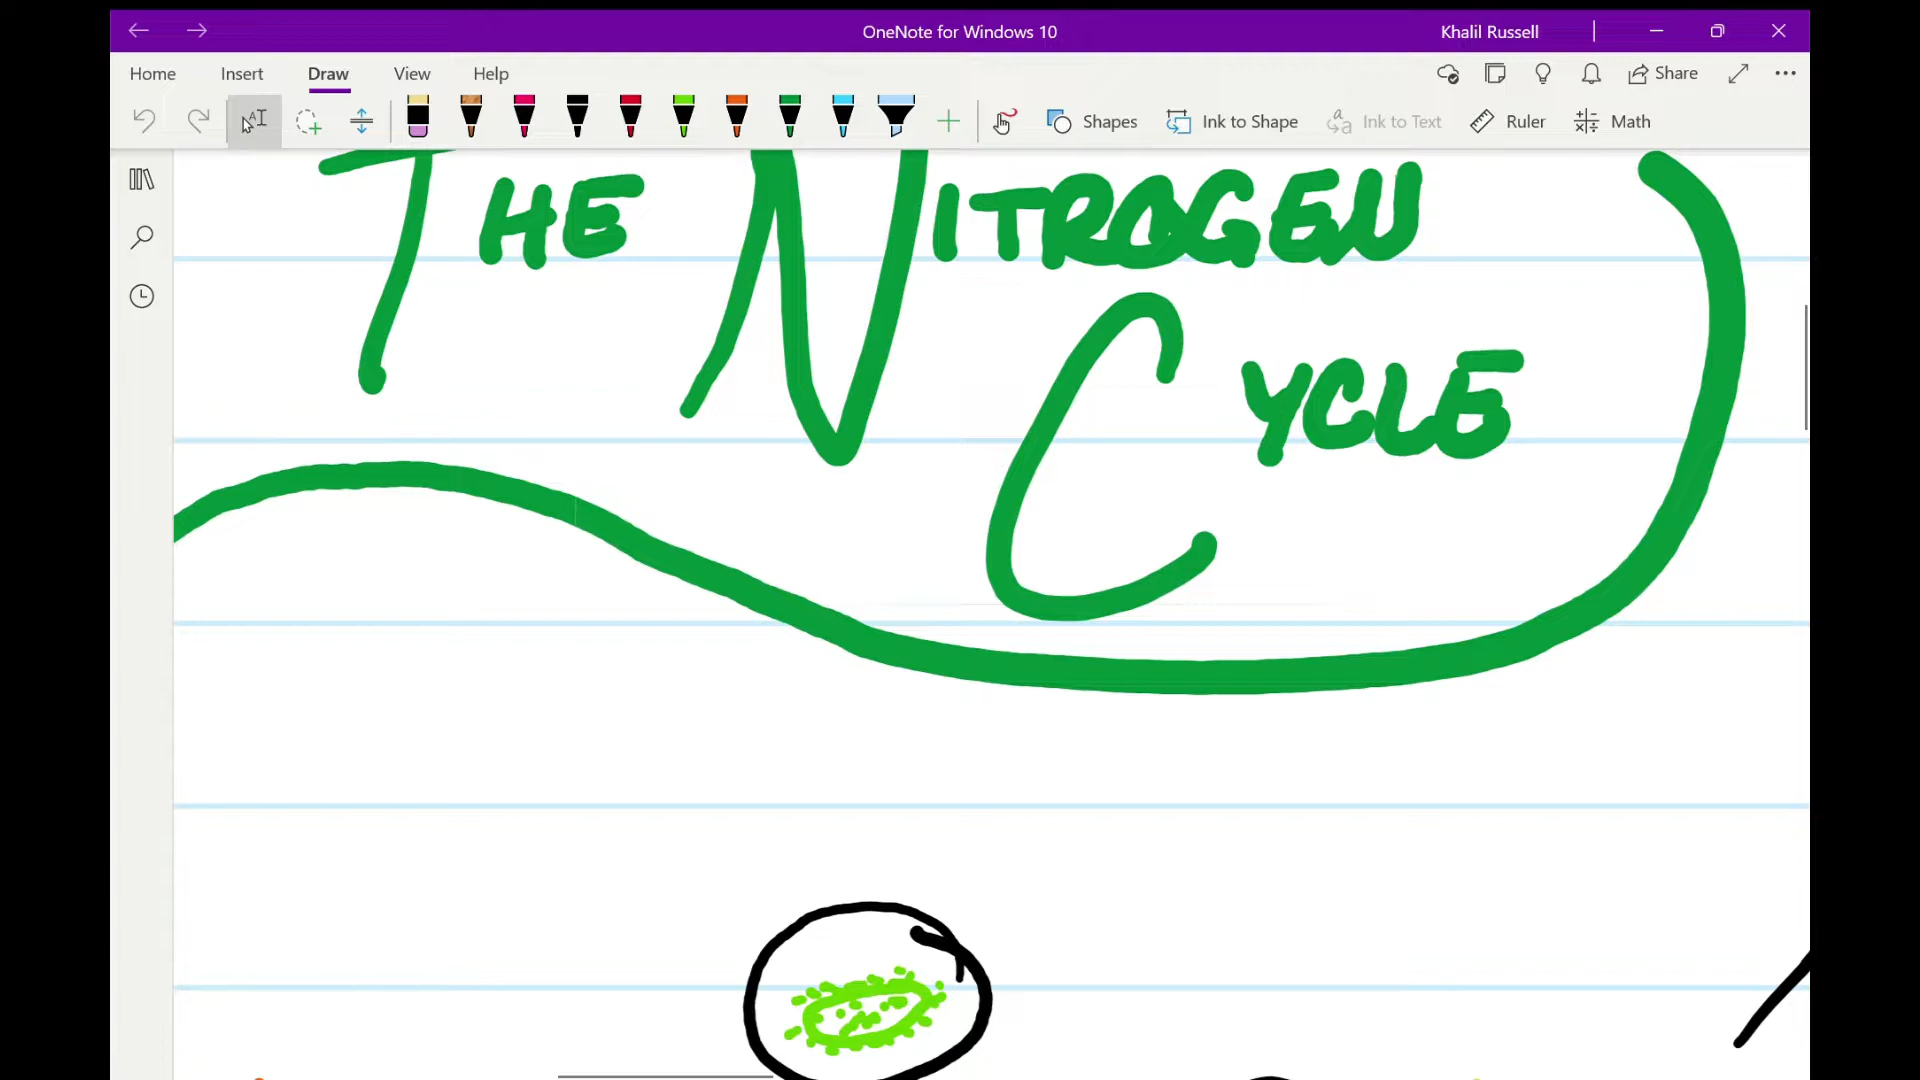 OneNote for Windows 10
Khalil Russell
Home Insert Draw View Help
Share
Shapes Ink to Shape Ink to Text Ruler Math
THE NITROGEN
CYCLE